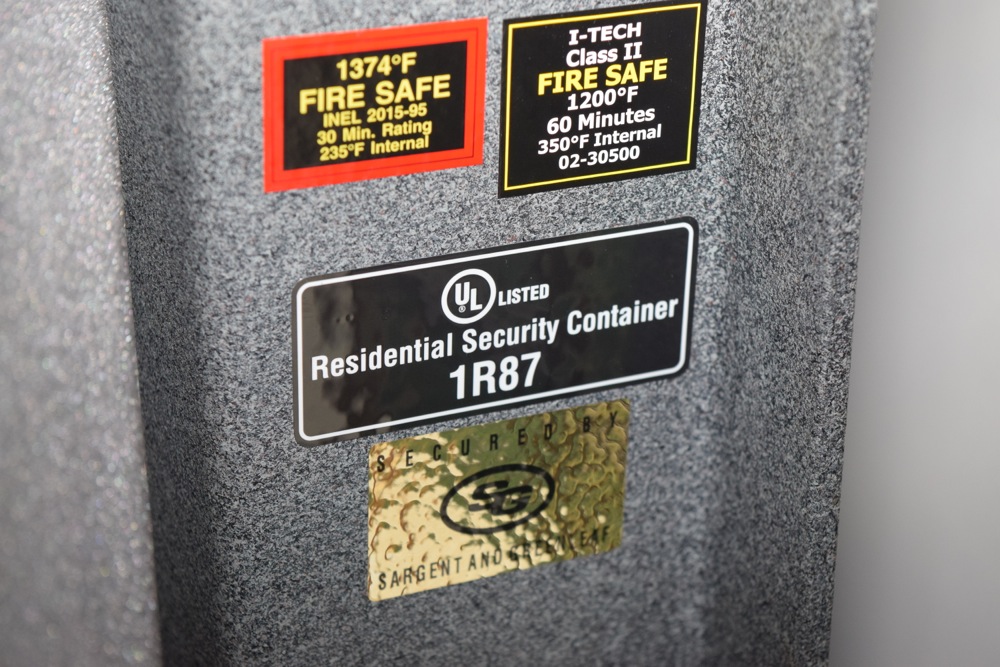 1374°F
FIRE SAFE
INEL 2015-95
30 Min. Rating
235°F Internal
I-TECH
Class II
FIRE SAFE
1200°F
60 Minutes
350°F Internal
02-30500
UL ® LISTED
Residential Security Container
1R87
SECURED BY
SG
SARGENT AND GREENLEAF